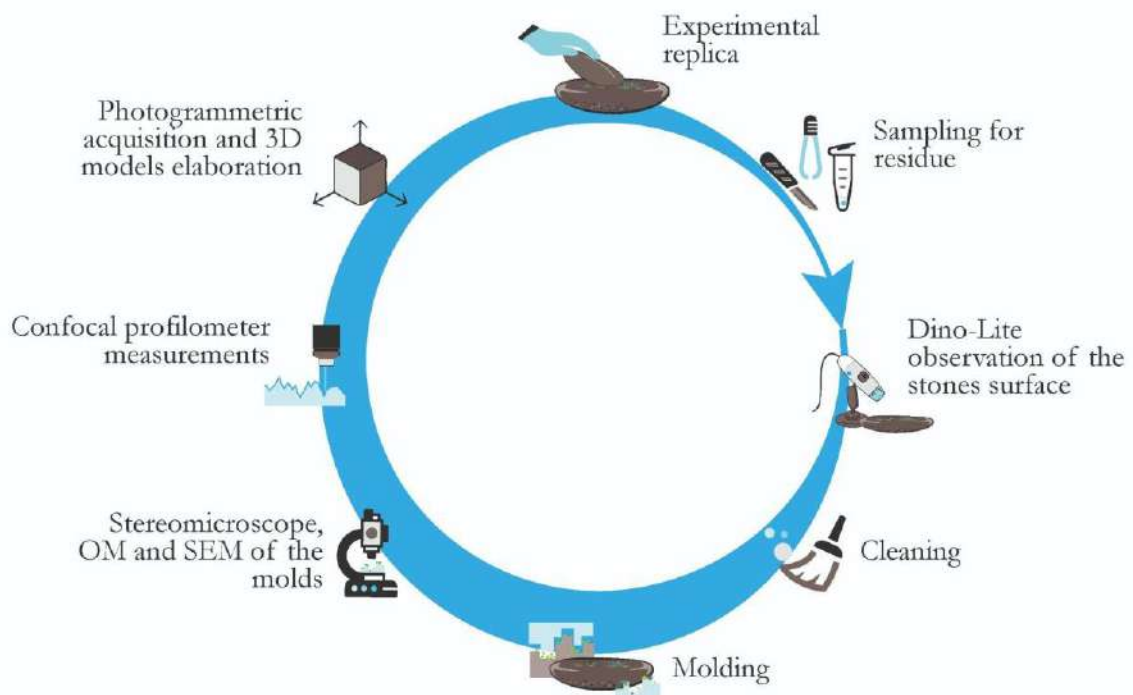 Experimental
replica
Sampling for
residue
Dino-Lite
observation of the
stones surface
Cleaning
Molding
Stereomicroscope,
OM and SEM of the
molds
Confocal profilometer
measurements
Photogrammetric
acquisition and 3D
models elaboration